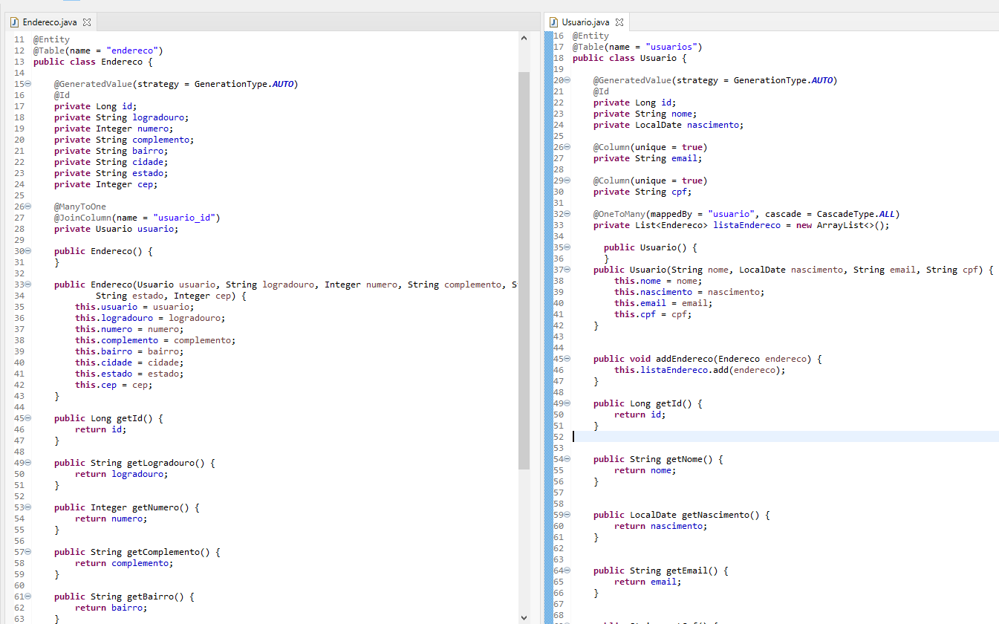 Endereco.java
11 @Entity
12 @Table(name = "endereco")
13 public class Endereco {
14
15 @GeneratedValue(strategy = GenerationType.AUTO)
16 @Id
17 private Long id;
18 private String logradouro;
19 private Integer numero;
20 private String complemento;
21 private String bairro;
22 private String cidade;
23 private String estado;
24 private Integer cep;
25
26 @ManyToOne
27 @JoinColumn(name = "usuario_id")
28 private Usuario usuario;
29
30 public Endereco() {
31 }
32
33 public Endereco(Usuario usuario, String logradouro, Integer numero, String complemento, S
34 String estado, Integer cep) {
35 this.usuario = usuario;
36 this.logradouro = logradouro;
37 this.numero = numero;
38 this.complemento = complemento;
39 this.bairro = bairro;
40 this.cidade = cidade;
41 this.estado = estado;
42 this.cep = cep;
43 }
44
45 public Long getId() {
46 return id;
47 }
48
49 public String getLogradouro() {
50 return logradouro;
51 }
52
53 public Integer getNumero() {
54 return numero;
55 }
56
57 public String getComplemento() {
58 return complemento;
59 }
60
61 public String getBairro() {
62 return bairro;
63 }
Usuario.java
16 @Entity
17 @Table(name = "usuarios")
18 public class Usuario {
19
20 @GeneratedValue(strategy = GenerationType.AUTO)
21 @Id
22 private Long id;
23 private String nome;
24 private LocalDate nascimento;
25
26 @Column(unique = true)
27 private String email;
28
29 @Column(unique = true)
30 private String cpf;
31
32 @OneToMany(mappedBy = "usuario", cascade = CascadeType.ALL)
33 private List<Endereco> listaEndereco = new ArrayList<>();
34
35 public Usuario() {
36 }
37 public Usuario(String nome, LocalDate nascimento, String email, String cpf) {
38 this.nome = nome;
39 this.nascimento = nascimento;
40 this.email = email;
41 this.cpf = cpf;
42 }
43
44
45 public void addEndereco(Endereco endereco) {
46 this.listaEndereco.add(endereco);
47 }
48
49 public Long getId() {
50 return id;
51 }
52
53
54 public String getNome() {
55 return nome;
56 }
57
58
59 public LocalDate getNascimento() {
60 return nascimento;
61 }
62
63
64 public String getEmail() {
65 return email;
66 }
67
68